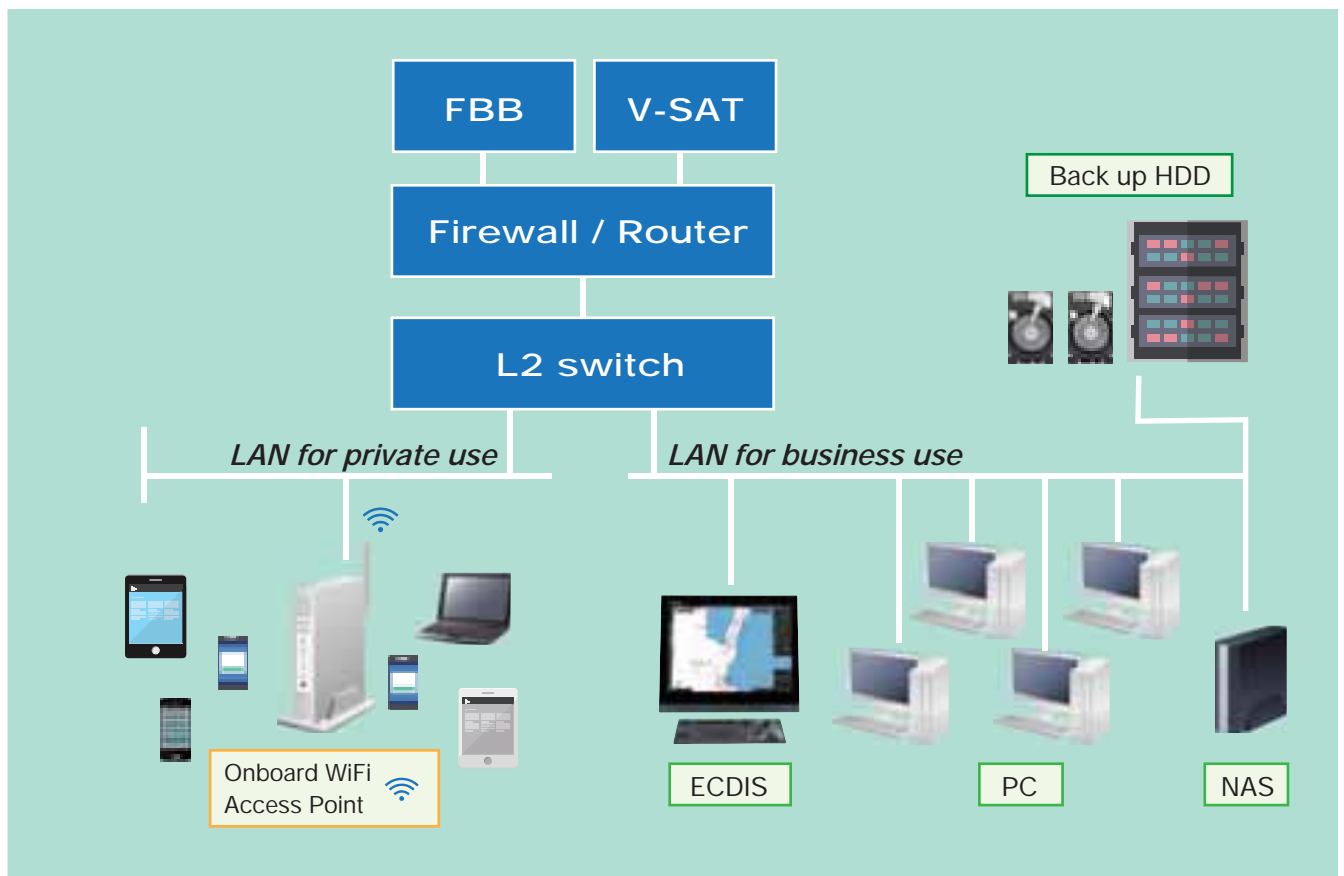 FBB
V-SAT
Back up HDD
Firewall / Router
L2 switch
LAN for private use
LAN for business use
Onboard WiFi
Access Point
ECDIS
PC
NAS